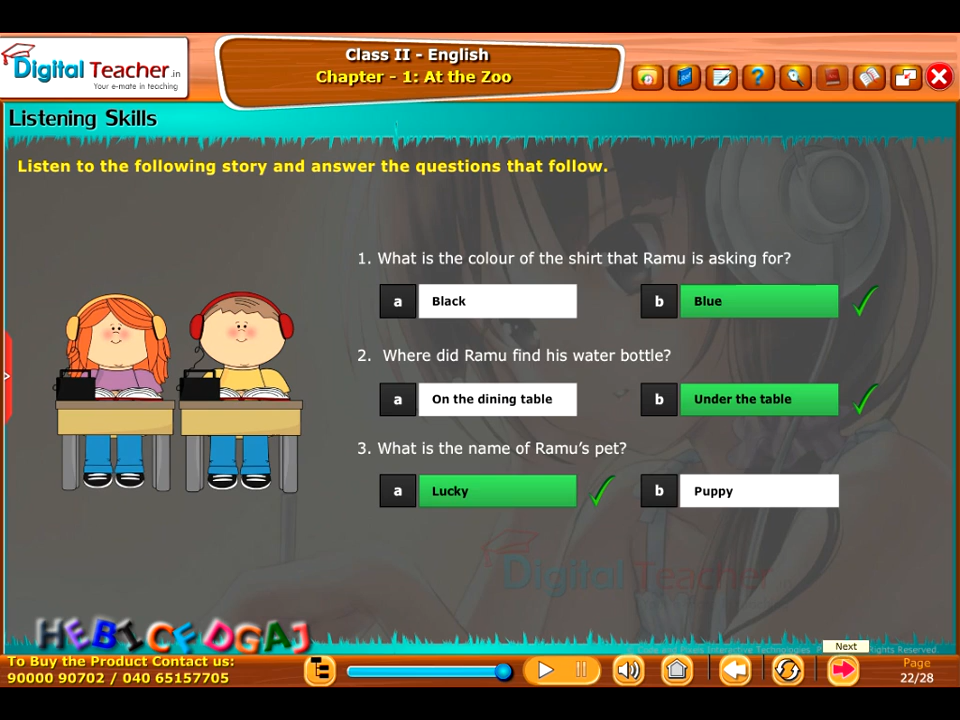 Digital Teacher.in
Your e-mate in teaching
Class II - English
Chapter - 1: At the Zoo
Listening Skills
Listen to the following story and answer the questions that follow.
1. What is the colour of the shirt that Ramu is asking for?
a Black
b Blue
2. Where did Ramu find his water bottle?
a On the dining table
b Under the table
3. What is the name of Ramu's pet?
a Lucky
b Puppy
Digital Teacher
HEBICFDGAJ
Next
To Buy the Product Contact us:
90000 90702 / 040 65157705
Page
22/28